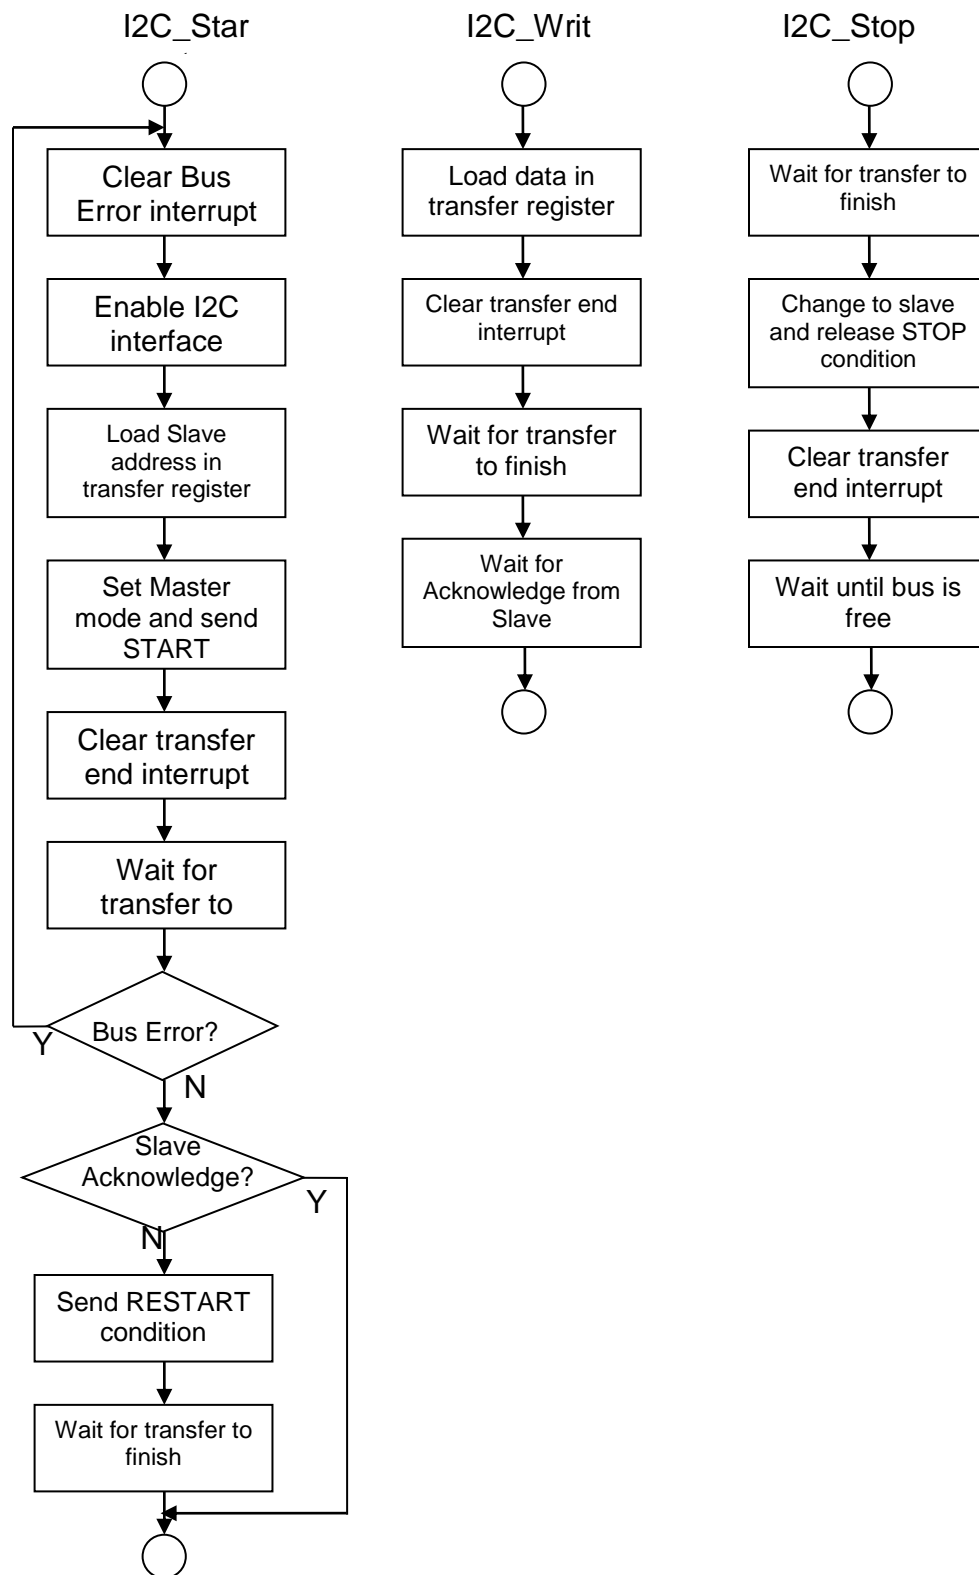 I2C_Star
Clear Bus
Error interrupt
Enable I2C
interface
Load Slave
address in
transfer register
Set Master
mode and send
START
Clear transfer
end interrupt
Wait for
transfer to
Bus Error?
Y
N
Slave
Acknowledge?
Y
N
Send RESTART
condition
Wait for transfer to
finish
I2C_Writ
Load data in
transfer register
Clear transfer end
interrupt
Wait for transfer
to finish
Wait for
Acknowledge from
Slave
I2C_Stop
Wait for transfer to
finish
Change to slave
and release STOP
condition
Clear transfer
end interrupt
Wait until bus is
free